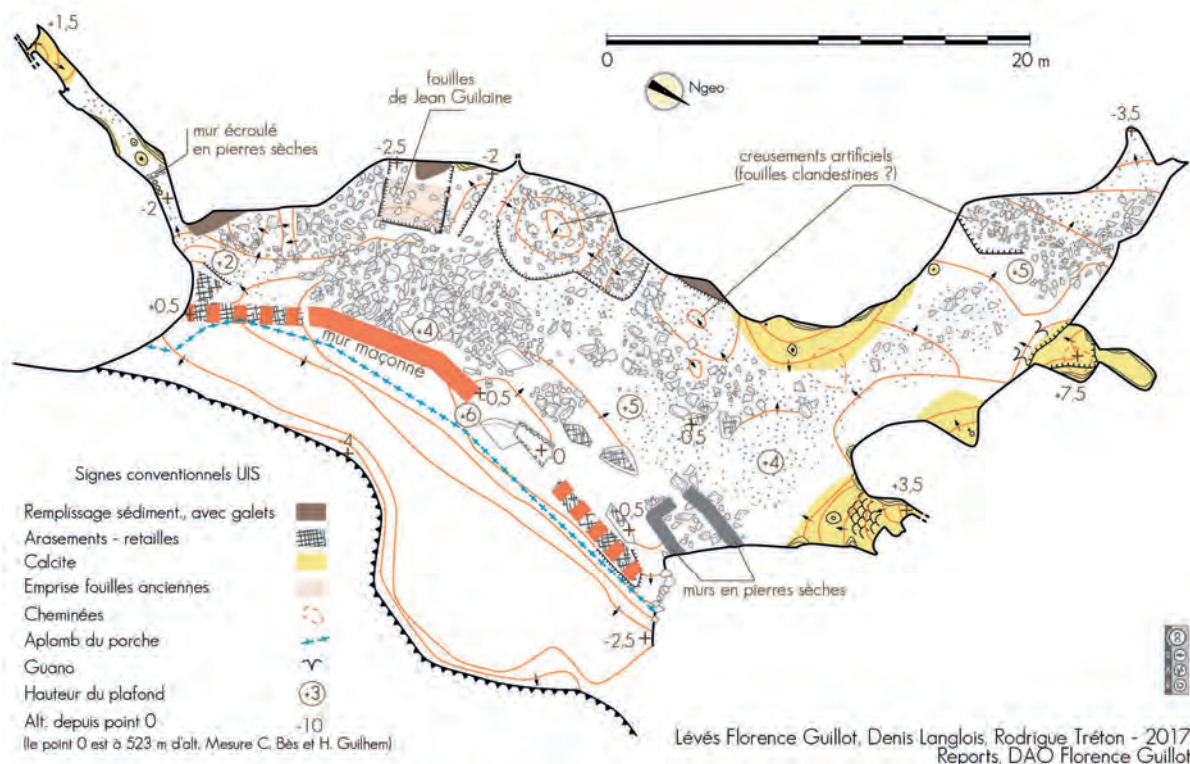 +1,5
0
20 m
Ngeo
fouilles
de Jean Guilaine
mur écroulé
en pierres sèches
-2,5
-2
-3,5
creusements artificiels
(fouilles clandestines ?)
-2
+2
+5
+0,5
+4
mur maçonné
+0,5
+6
+5
+0,5
+7,5
0
+4
-4
+3,5
+0,5
murs en pierres sèches
-2,5
Signes conventionnels UIS
Remplissage sédiment., avec galets
Arasements - retailles
Calcite
Emprise fouilles anciennes
Cheminées
Aplomb du porche
Guano
Hauteur du plafond
+3
Alt. depuis point 0
-10
(le point 0 est à 523 m d'alt. Mesure C. Bès et H. Guilhem)
Levés Florence Guillot, Denis Langlois, Rodrigue Tréton - 2017
Reports, DAO Florence Guillot